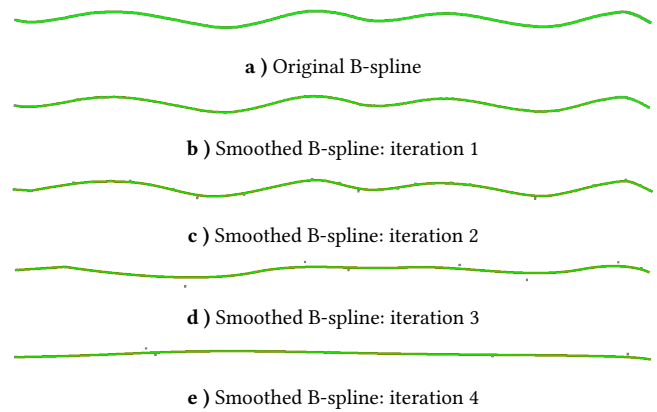 a ) Original B-spline
b ) Smoothed B-spline: iteration 1
c ) Smoothed B-spline: iteration 2
d ) Smoothed B-spline: iteration 3
e ) Smoothed B-spline: iteration 4